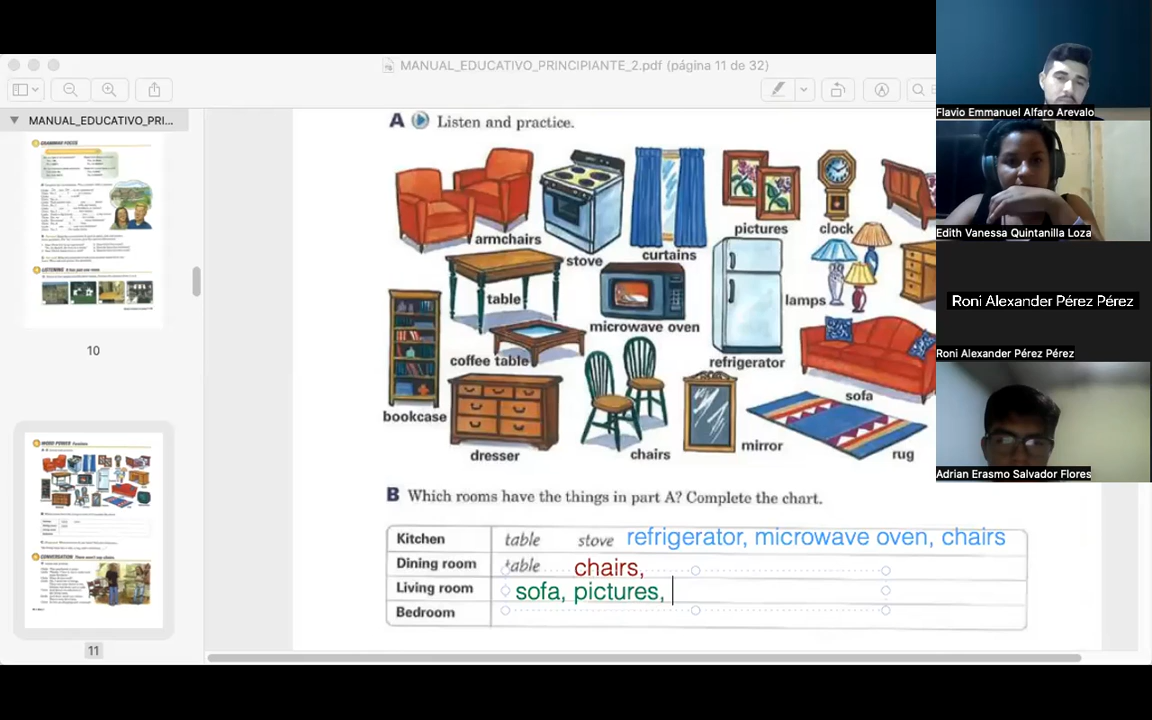 MANUAL_EDUCATIVO_PRINCIPIANTE_2.pdf (página 11 de 32)
MANUAL_EDUCATIVO_PRI...
10
11
A Listen and practice.
armchairs
stove
curtains
pictures
clock
table
microwave oven
lamps
coffee table
refrigerator
bookcase
sofa
dresser
chairs
mirror
rug
B Which rooms have the things in part A? Complete the chart.
Kitchen table stove refrigerator, microwave oven, chairs
Dining room table chairs,
Living room sofa, pictures,
Bedroom
Flavio Emmanuel Alfaro Arevalo
Edith Vanessa Quintanilla Loza
Roni Alexander Pérez Pérez
Roni Alexander Pérez Pérez
Adrian Erasmo Salvador Flores